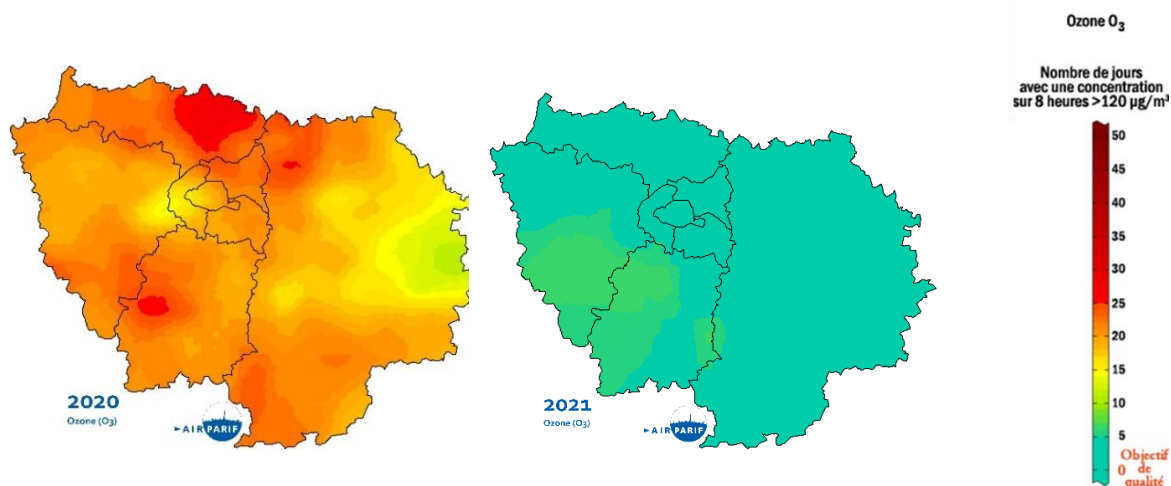 2020
Ozone (O3)
AIRPARIF
2021
Ozone (O3)
AIRPARIF
Ozone O3
Nombre de jours
avec une concentration
sur 8 heures >120 µg/m³
50
45
40
35
30
25
20
15
10
5
0
Objectif
de
qualité